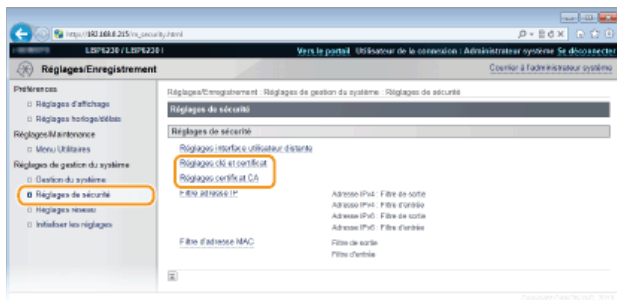 http://192.168.0.215/m_security.html
LBP6230 / LBP6230 l
Vers le portail Utilisateur de la connexion : Administrateur système Se déconnecter
Réglages/Enregistrement
Courrier à l'administrateur système
Préférences
Réglages d'affichage
Réglages horloge/délais
Réglages/Maintenance
Menu Utilitaires
Réglages de gestion du système
Gestion du système
Réglages de sécurité
Réglages réseau
Initialiser les réglages
Réglages/Enregistrement : Réglages de gestion du système : Réglages de sécurité
Réglages de sécurité
Réglages de sécurité
Réglages interface utilisateur distante
Réglages clé et certificat
Réglages certificat CA
Filtre adresse IP
Adresse IPv4 : Filtre de sortie
Adresse IPv4 : Filtre d'entrée
Adresse IPv6 : Filtre de sortie
Adresse IPv6 : Filtre d'entrée
Filtre d'adresse MAC
Filtre de sortie
Filtre d'entrée